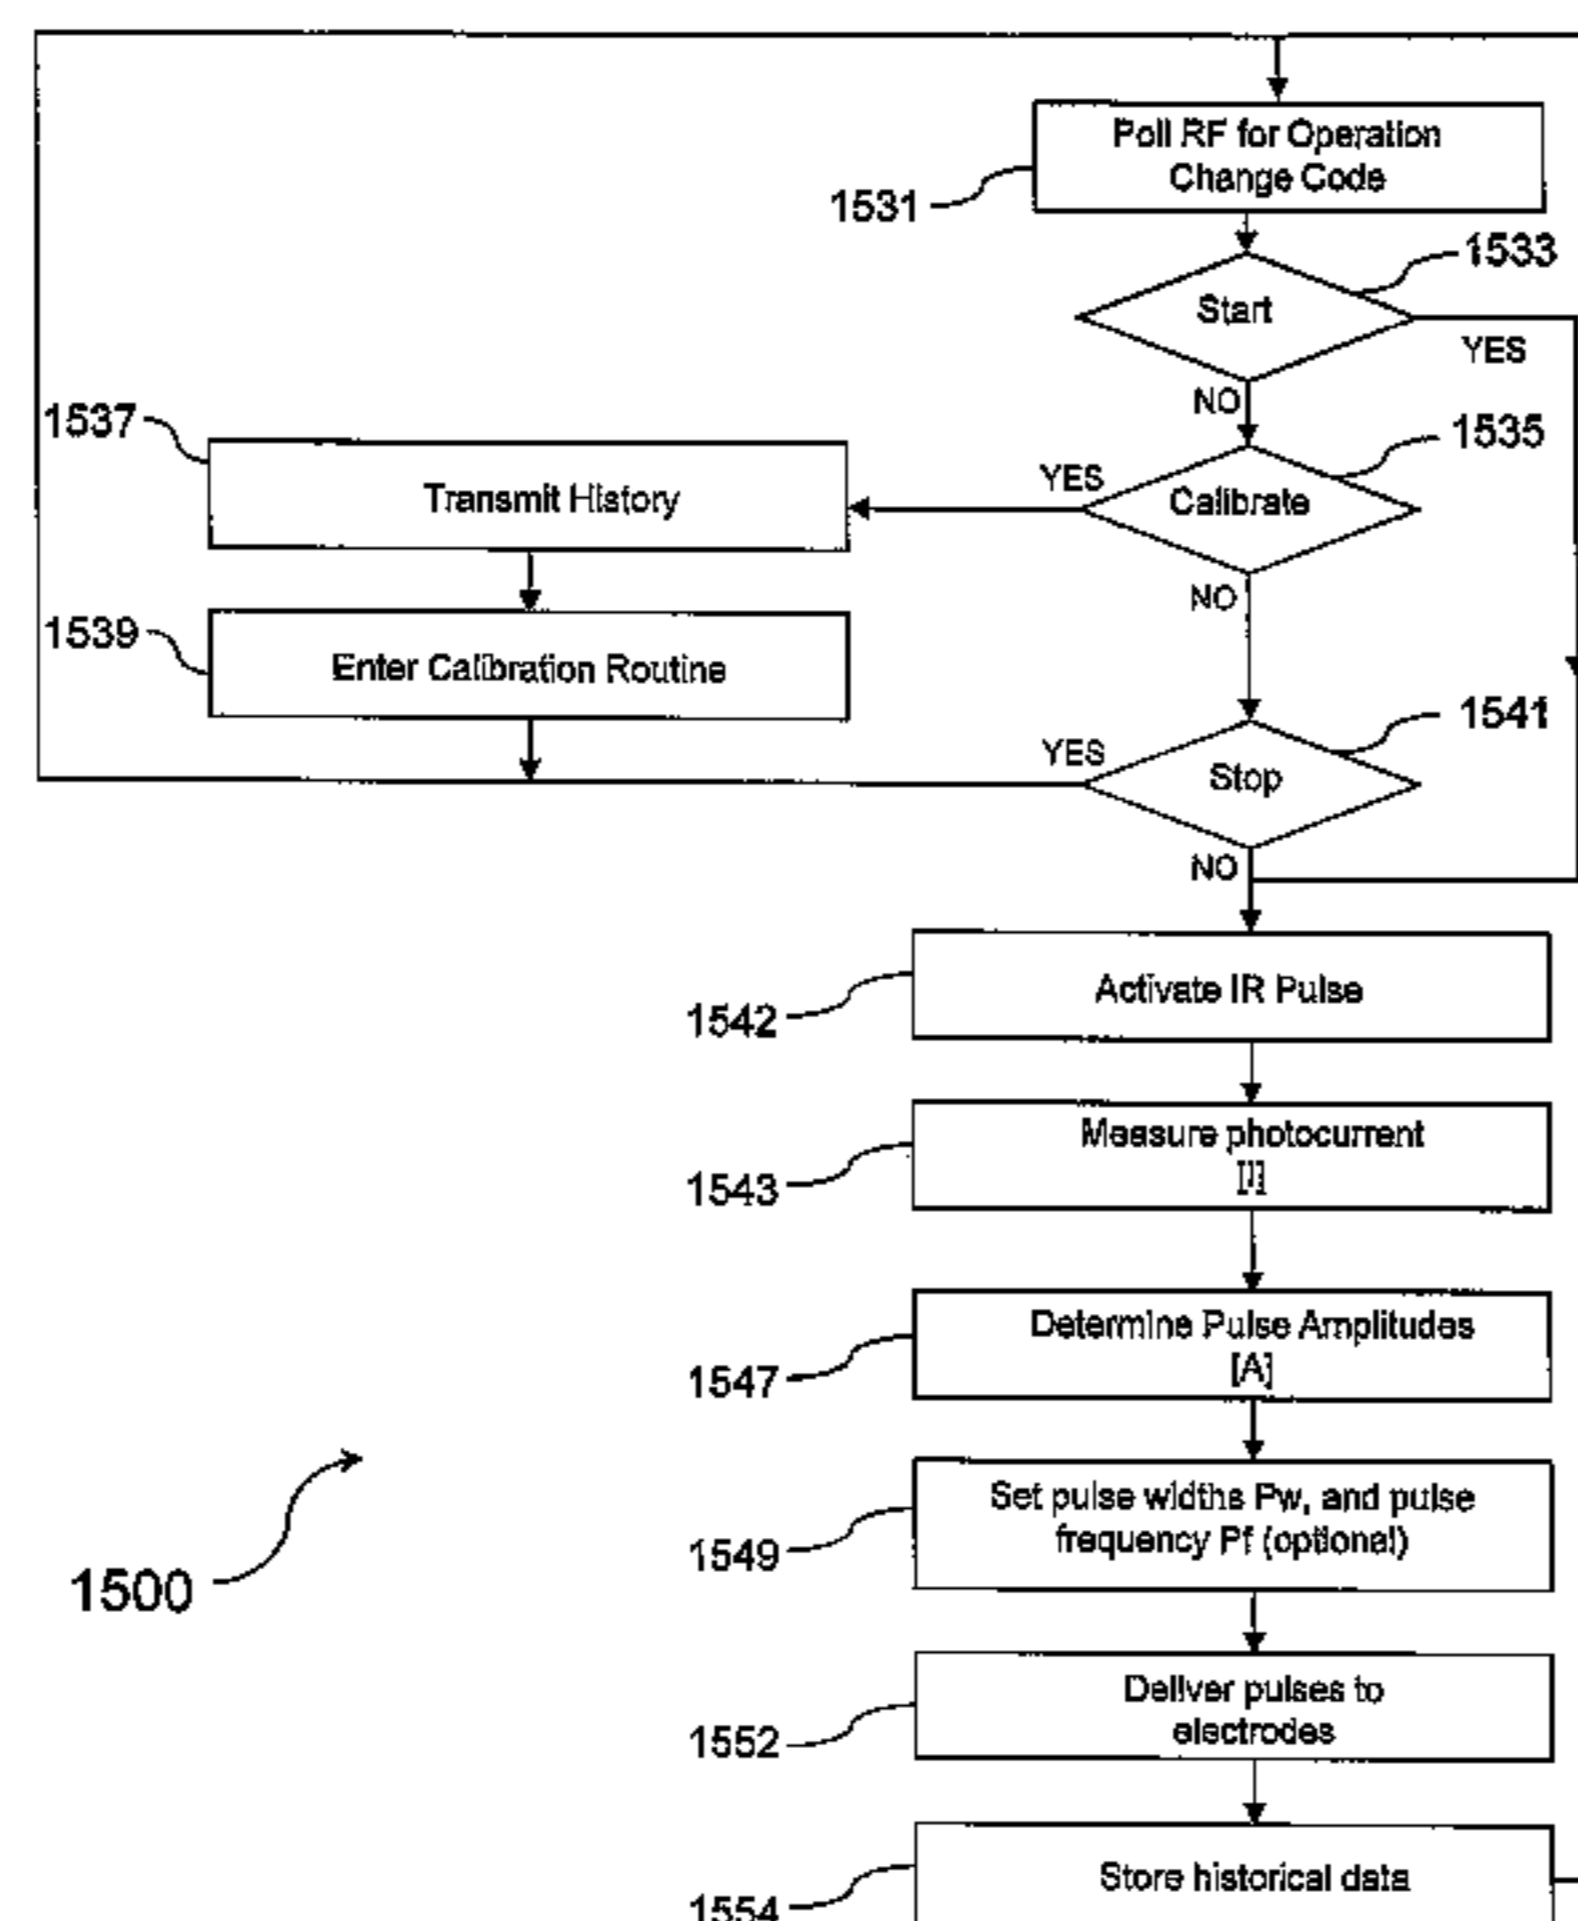 Poll RF for Operation
Change Code
1531
1533
Start
YES
NO
1537
1535
YES
Transmit History
Calibrate
NO
1539
Enter Calibration Routine
1541
YES
Stop
NO
Activate IR Pulse
1542
Measure photocurrent
[I]
1543
Determine Pulse Amplitudes
[A]
1547
Set pulse widths Pw, and pulse
frequency Pf (optional)
1549
1500
Deliver pulses to
electrodes
1552
Store historical data
1554